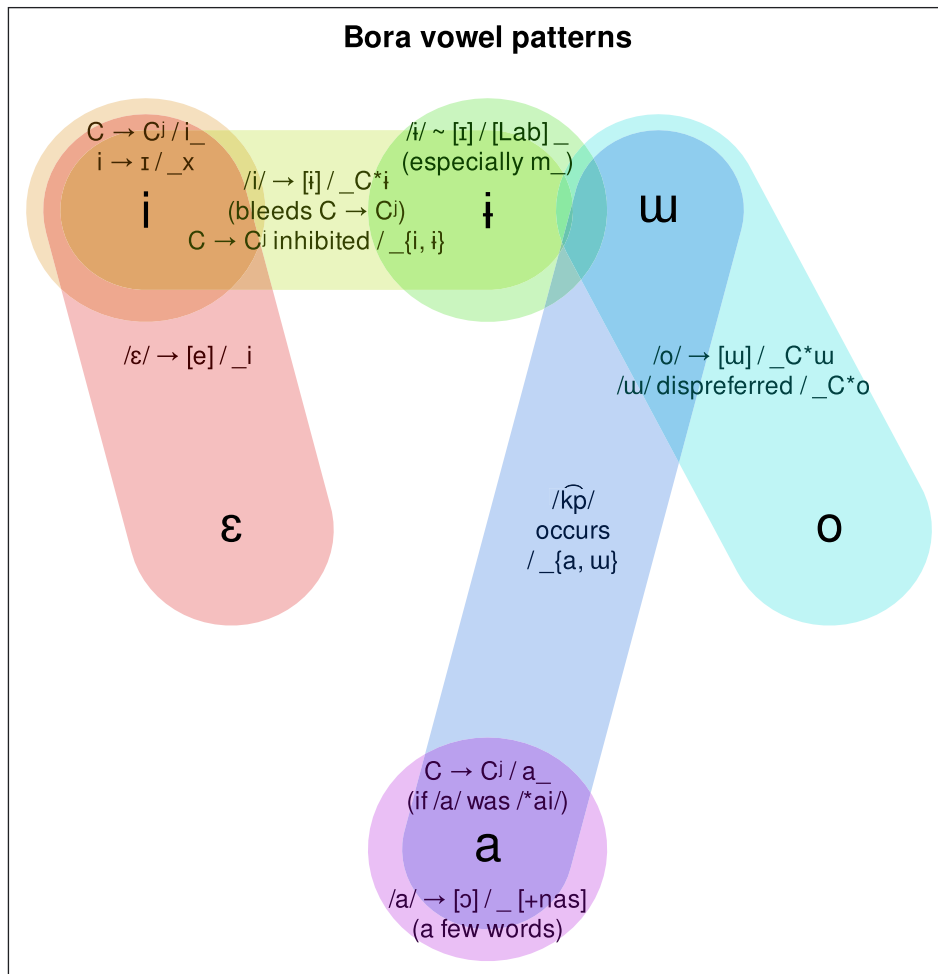 Bora vowel patterns
C → Cʲ / i_
i → ɪ / _x
i
/i/ → [ɨ] / _C*ɨ
(bleeds C → Cʲ)
C → Cʲ inhibited / _{i, ɨ}
/ɨ/ ~ [ɪ] / [Lab] _
(especially m_)
ɨ
ɯ
/ɛ/ → [e] / _i
ɛ
/o/ → [ɯ] / _C*ɯ
/ɯ/ dispreferred / _C*o
o
/k͡p/
occurs
/ _{a, ɯ}
C → Cʲ / a_
(if /a/ was /*ai/)
a
/a/ → [ɔ] / _ [+nas]
(a few words)